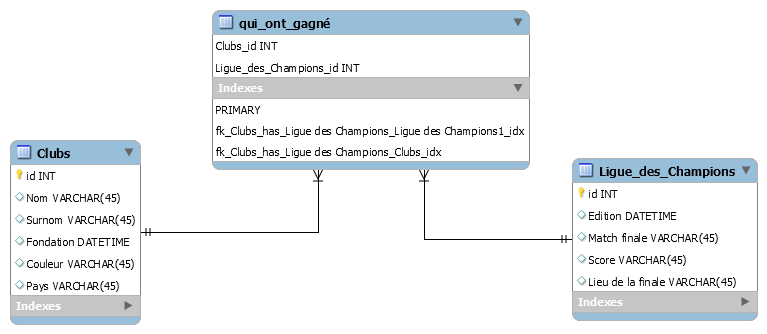 qui_ont_gagné
Clubs_id INT
Ligue_des_Champions_id INT
Indexes
PRIMARY
fk_Clubs_has_Ligue des Champions_Ligue des Champions1_idx
fk_Clubs_has_Ligue des Champions_Clubs_idx
Clubs
id INT
Nom VARCHAR(45)
Surnom VARCHAR(45)
Fondation DATETIME
Couleur VARCHAR(45)
Pays VARCHAR(45)
Indexes
Ligue_des_Champions
id INT
Edition DATETIME
Match finale VARCHAR(45)
Score VARCHAR(45)
Lieu de la finale VARCHAR(45)
Indexes